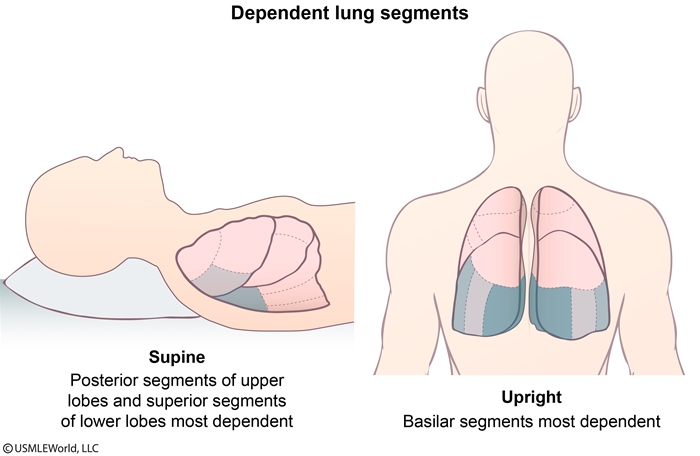 Dependent lung segments
Supine
Posterior segments of upper
lobes and superior segments
of lower lobes most dependent
Upright
Basilar segments most dependent
© USMLEWorld, LLC